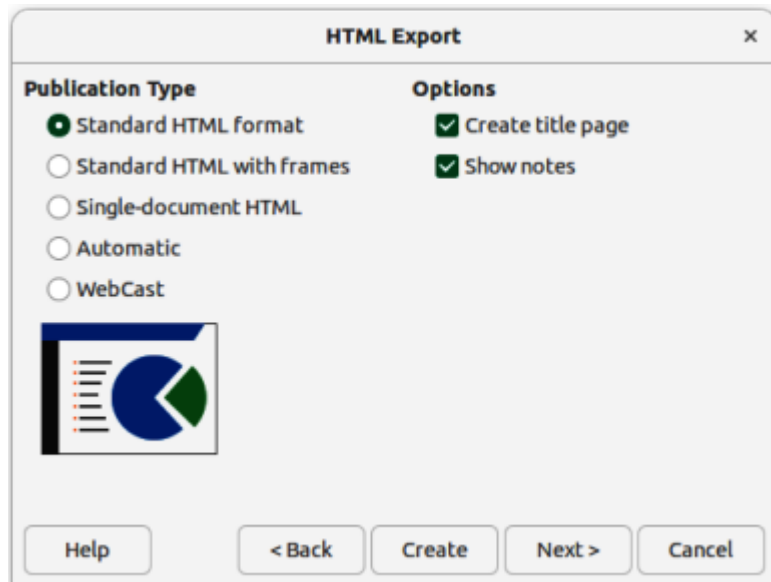 HTML Export
×
Publication Type
Standard HTML format
Standard HTML with frames
Single-document HTML
Automatic
WebCast
Options
Create title page
Show notes
Help
< Back
Create
Next >
Cancel